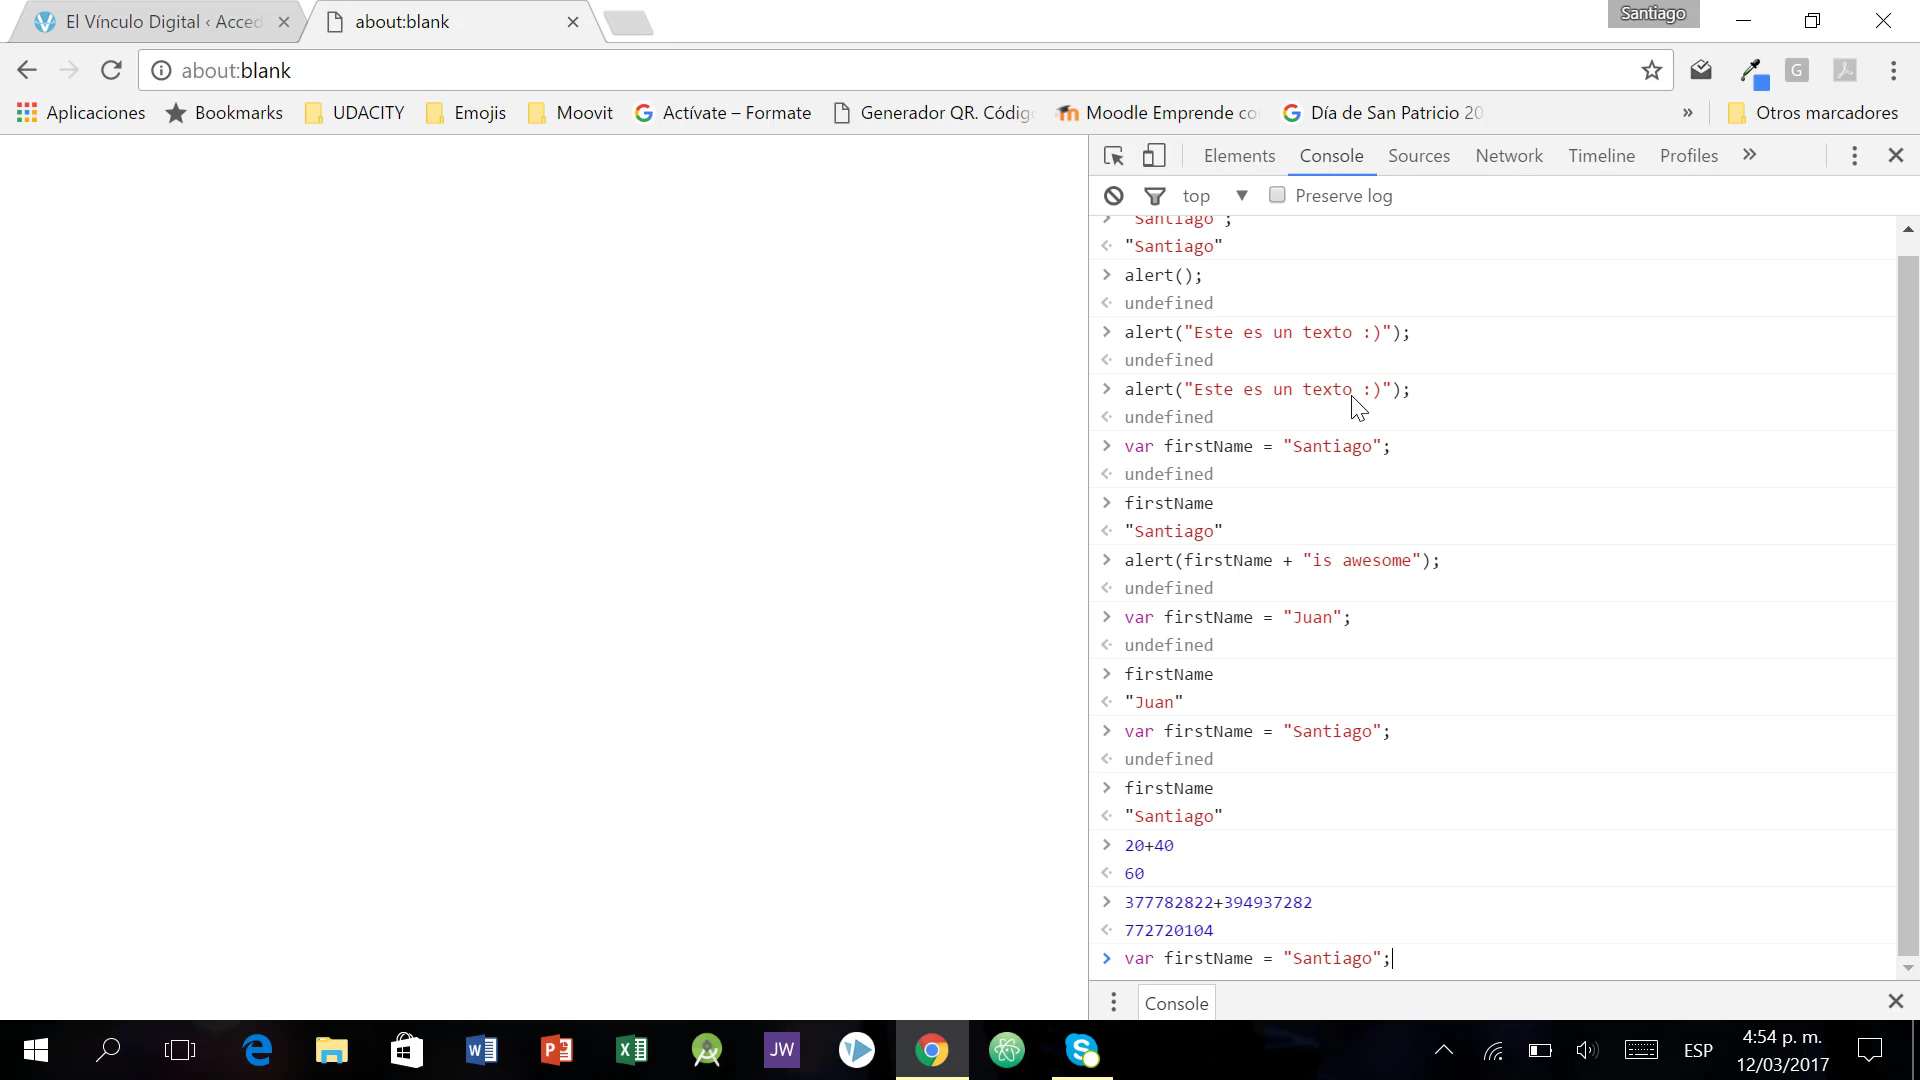 El Vínculo Digital ‹ Acced
about:blank
Santiago
about:blank
Aplicaciones
Bookmarks
UDACITY
Emojis
Moovit
Actívate – Formate
Generador QR. Códig
Moodle Emprende co
Día de San Patricio 20
»
Otros marcadores
Elements
Console
Sources
Network
Timeline
Profiles
»
top
Preserve log
"Santiago";
"Santiago"
alert();
undefined
alert("Este es un texto :)");
undefined
alert("Este es un texto :)");
undefined
var firstName = "Santiago";
undefined
firstName
"Santiago"
alert(firstName + "is awesome");
undefined
var firstName = "Juan";
undefined
firstName
"Juan"
var firstName = "Santiago";
undefined
firstName
"Santiago"
20+40
60
377782822+394937282
772720104
var firstName = "Santiago";
Console
JW
ESP
4:54 p. m.
12/03/2017